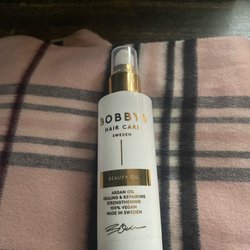 BOBBYS
HAIR CARE
SWEDEN
BEAUTY OIL
ARGAN OIL
HEALING & REPAIRING
STRENGTHENING
100% VEGAN
MADE IN SWEDEN